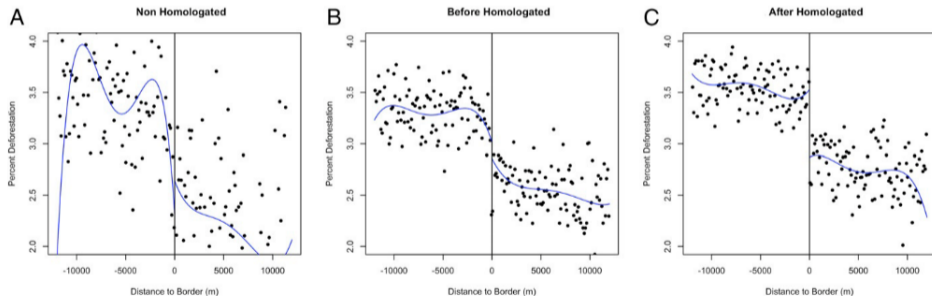 A
Non Homologated
4.0
3.5
3.0
2.5
2.0
Percent Deforestation
-10000 -5000 0 5000 10000
Distance to Border (m)
B
Before Homologated
4.0
3.5
3.0
2.5
2.0
Percent Deforestation
-10000 -5000 0 5000 10000
Distance to Border (m)
C
After Homologated
4.0
3.5
3.0
2.5
2.0
Percent Deforestation
-10000 -5000 0 5000 10000
Distance to Border (m)